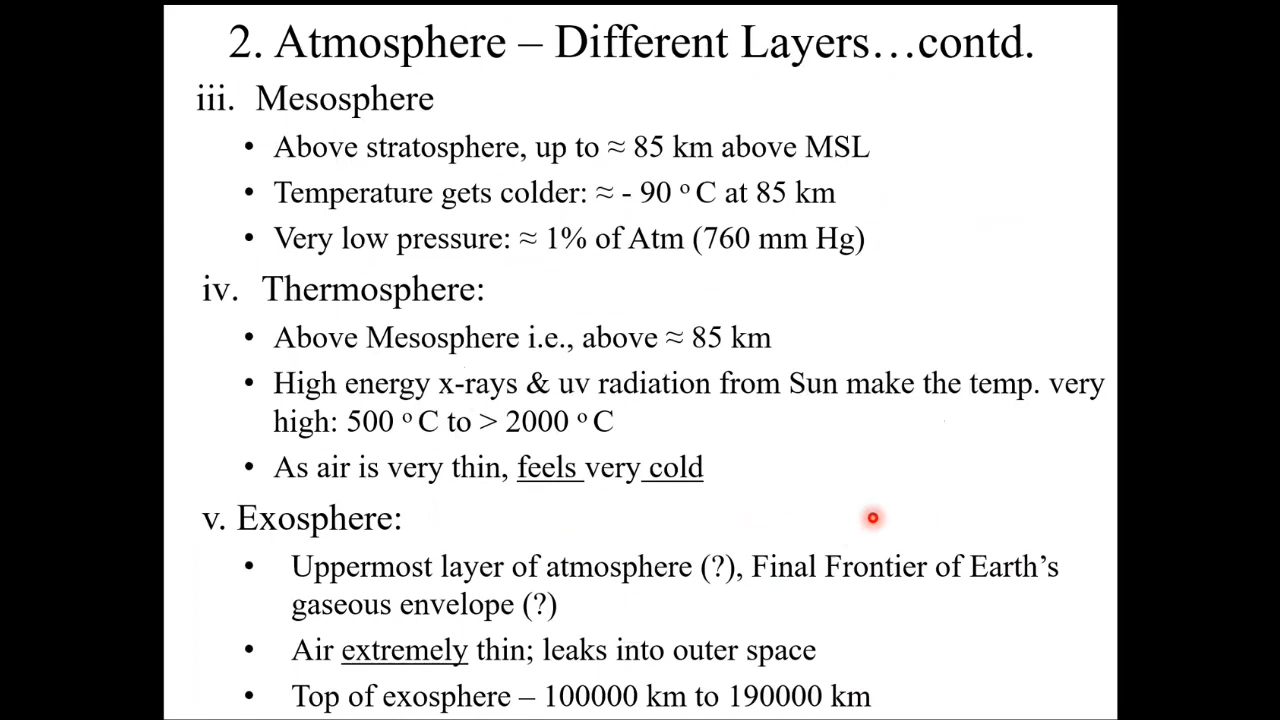 2. Atmosphere – Different Layers…contd.
iii. Mesosphere
• Above stratosphere, up to ≈ 85 km above MSL
• Temperature gets colder: ≈ - 90 º C at 85 km
• Very low pressure: ≈ 1% of Atm (760 mm Hg)
iv. Thermosphere:
• Above Mesosphere i.e., above ≈ 85 km
• High energy x-rays & uv radiation from Sun make the temp. very
high: 500 º C to > 2000 º C
• As air is very thin, feels very cold
v. Exosphere:
• Uppermost layer of atmosphere (?), Final Frontier of Earth’s
gaseous envelope (?)
• Air extremely thin; leaks into outer space
• Top of exosphere – 100000 km to 190000 km